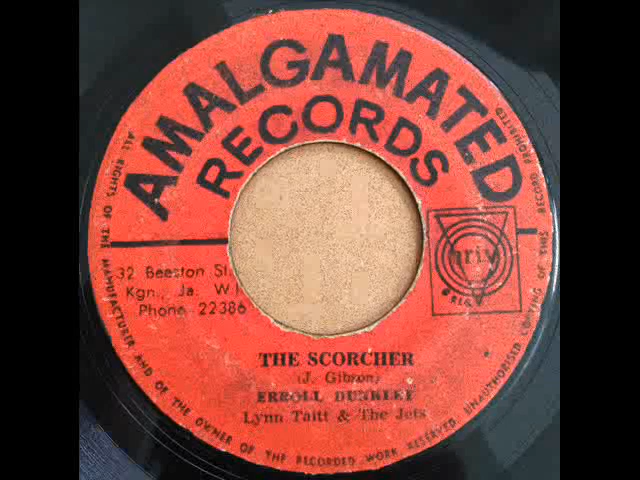 AMALGAMATED
RECORDS
32 Beeston St.
Kgn., Ja. W.I.
Phone 22386
THE SCORCHER
(J. Gibson)
ERROLL DUNKLEY
Lynn Taitt & The Jets
ALL RIGHTS OF THE MANUFACTURER AND OF THE OWNER OF THE RECORDED WORK RESERVED UNAUTHORISED COPYING OF THIS RECORD PROHIBITED